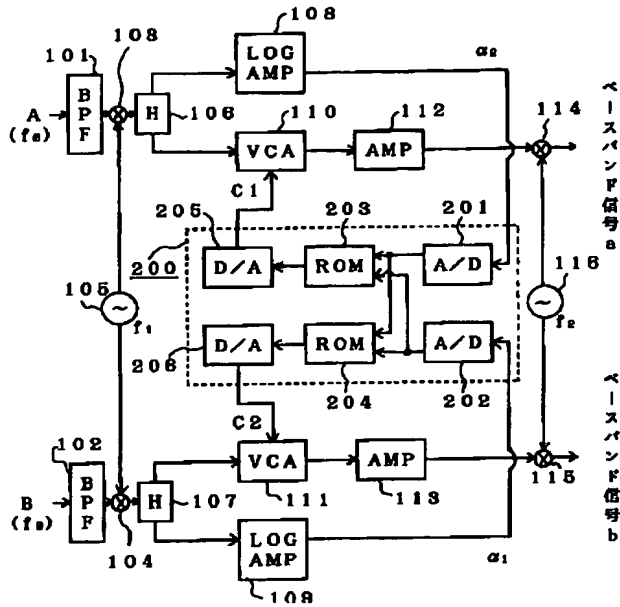 108
101
108
LOG
AMP
α2
B
P
F
A
(fs)
H
106
110
112
114
VCA
AMP
ベースバンド信号a
C1
205
203
201
200
D/A
ROM
A/D
105
f1
116
f2
D/A
ROM
A/D
206
204
202
C2
102
B
P
F
B
(fs)
H
107
104
VCA
AMP
111
113
115
ベースバンド信号b
LOG
AMP
α1
109